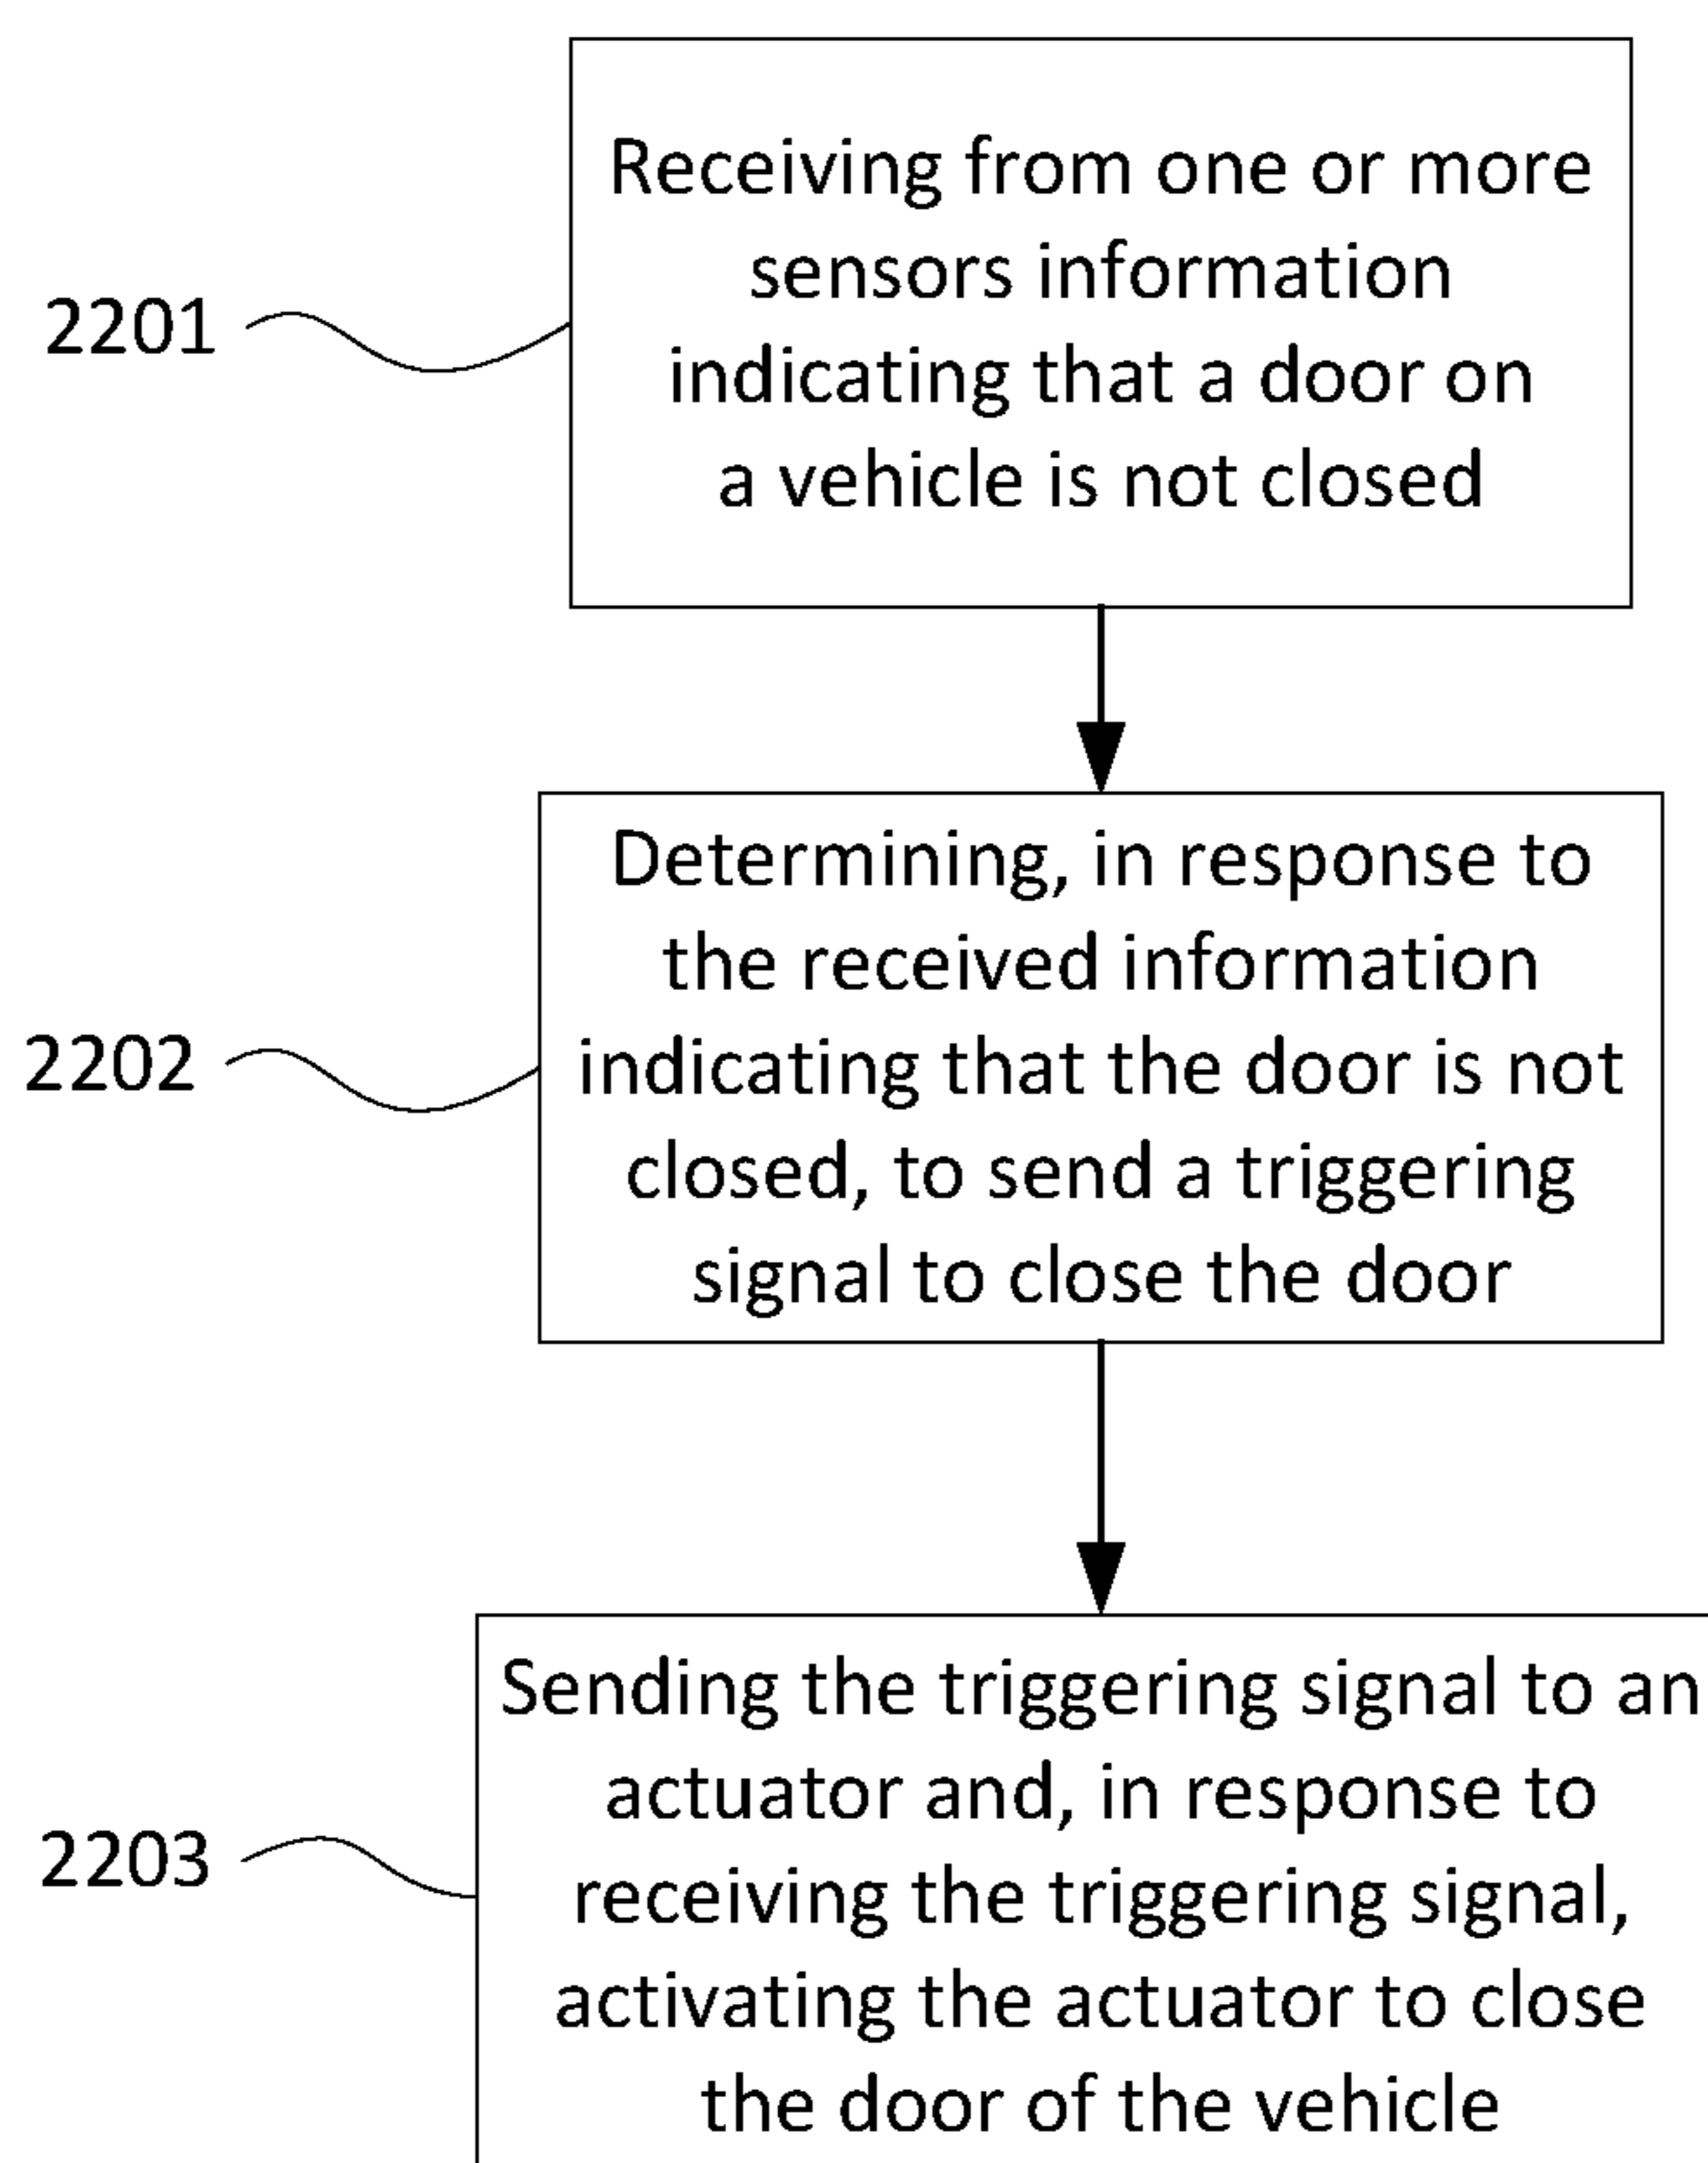 Receiving from one or more
sensors information
2201
indicating that a door on
a vehicle is not closed
Determining, in response to
the received information
2202
indicating that the door is not
closed, to send a triggering
signal to close the door
Sending the triggering signal to an
actuator and, in response to
2203
receiving the triggering signal,
activating the actuator to close
the door of the vehicle